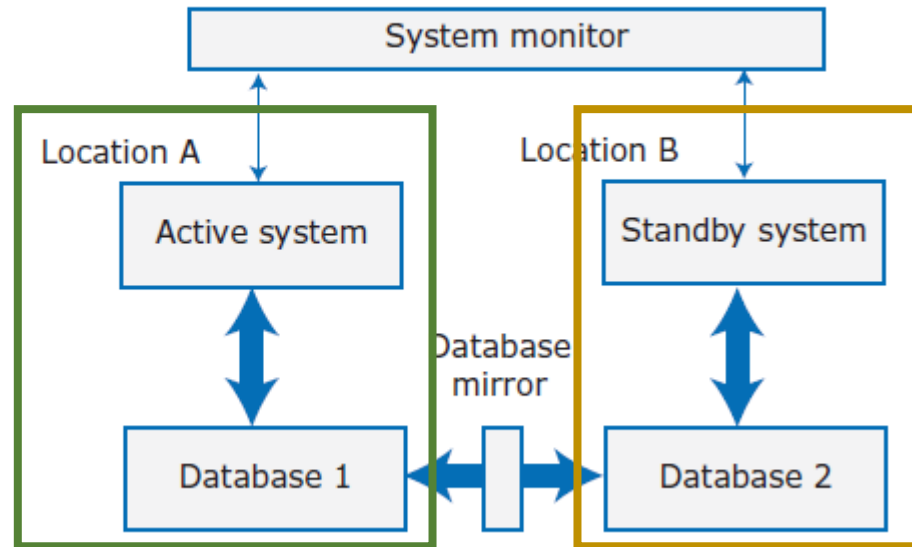 System monitor
Location A
Location B
Active system
Standby system
Database
mirror
Database 1
Database 2